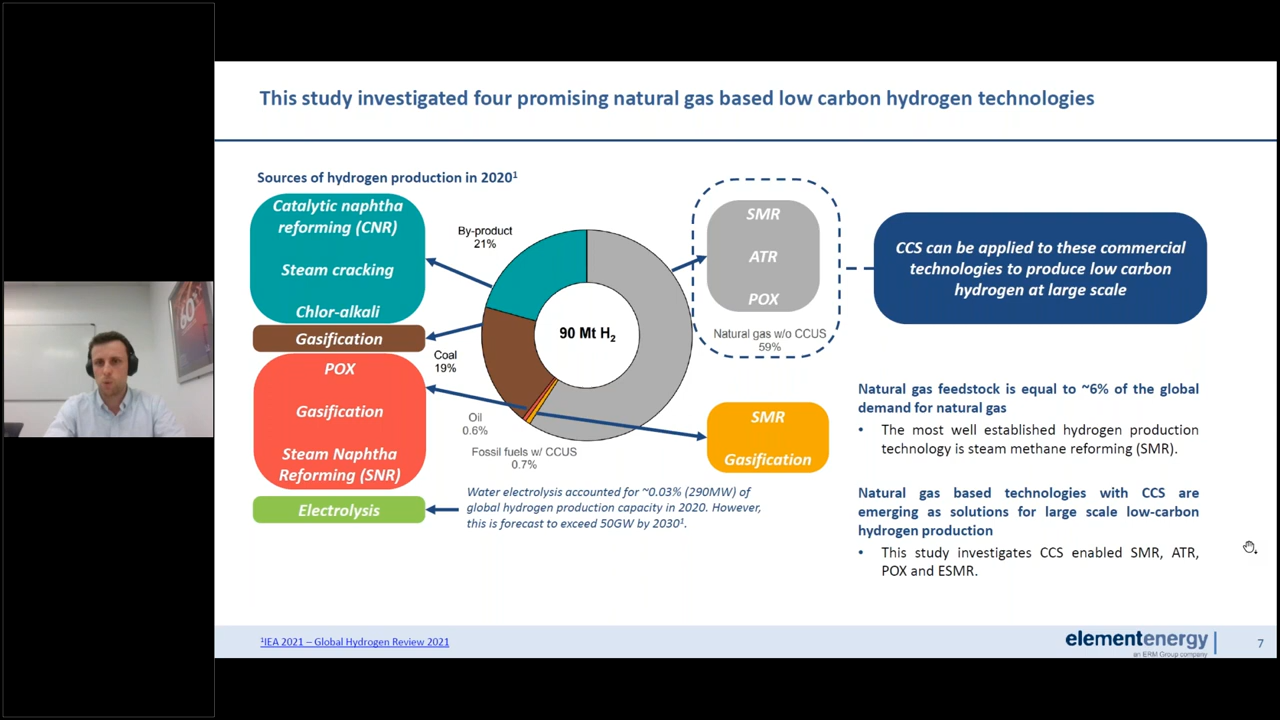 This study investigated four promising natural gas based low carbon hydrogen technologies
Sources of hydrogen production in 2020¹
Catalytic naphtha
reforming (CNR)
Steam cracking
Chlor-alkali
Gasification
POX
Gasification
Steam Naphtha
Reforming (SNR)
Electrolysis
By-product
21%
Coal
19%
Oil
0.6%
Fossil fuels w/ CCUS
0.7%
90 Mt H₂
Water electrolysis accounted for ~0.03% (290MW) of
global hydrogen production capacity in 2020. However,
this is forecast to exceed 50GW by 2030¹.
SMR
ATR
POX
Natural gas w/o CCUS
59%
SMR
Gasification
CCS can be applied to these commercial
technologies to produce low carbon
hydrogen at large scale
Natural gas feedstock is equal to ~6% of the global
demand for natural gas
• The most well established hydrogen production
technology is steam methane reforming (SMR).
Natural gas based technologies with CCS are
emerging as solutions for large scale low-carbon
hydrogen production
• This study investigates CCS enabled SMR, ATR,
POX and ESMR.
¹IEA 2021 – Global Hydrogen Review 2021
elementenergy
an ERM Group company
7